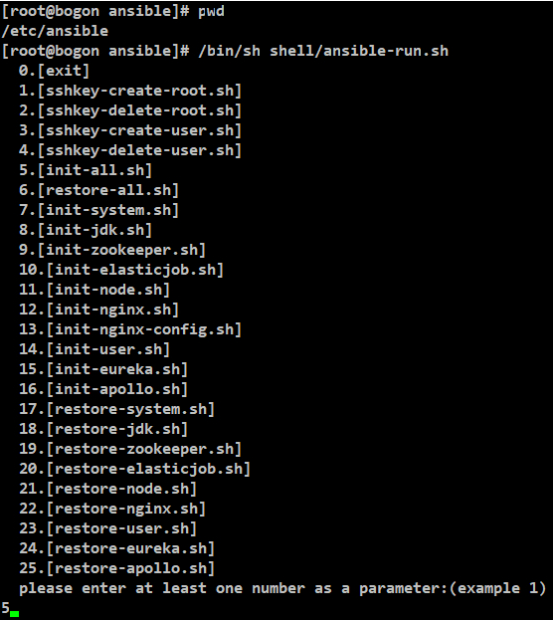 [root@bogon ansible]# pwd
/etc/ansible
[root@bogon ansible]# /bin/sh shell/ansible-run.sh
0.[exit]
1.[sshkey-create-root.sh]
2.[sshkey-delete-root.sh]
3.[sshkey-create-user.sh]
4.[sshkey-delete-user.sh]
5.[init-all.sh]
6.[restore-all.sh]
7.[init-system.sh]
8.[init-jdk.sh]
9.[init-zookeeper.sh]
10.[init-elasticjob.sh]
11.[init-node.sh]
12.[init-nginx.sh]
13.[init-nginx-config.sh]
14.[init-user.sh]
15.[init-eureka.sh]
16.[init-apollo.sh]
17.[restore-system.sh]
18.[restore-jdk.sh]
19.[restore-zookeeper.sh]
20.[restore-elasticjob.sh]
21.[restore-node.sh]
22.[restore-nginx.sh]
23.[restore-user.sh]
24.[restore-eureka.sh]
25.[restore-apollo.sh]
please enter at least one number as a parameter:(example 1)
5